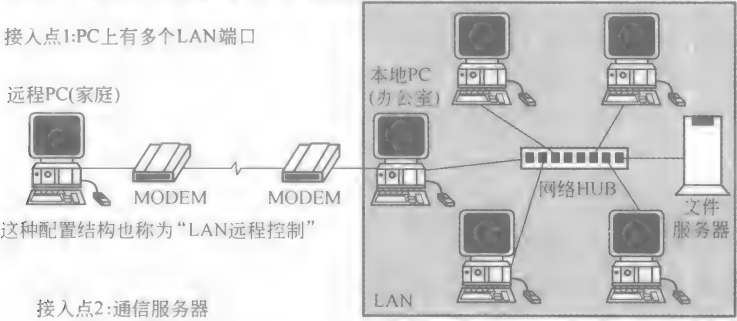 接入点1:PC上有多个LAN端口
远程PC(家庭)
MODEM
MODEM
本地PC
(办公室)
网络HUB
文件
服务器
这种配置结构也称为“LAN远程控制”
LAN
接入点2:通信服务器